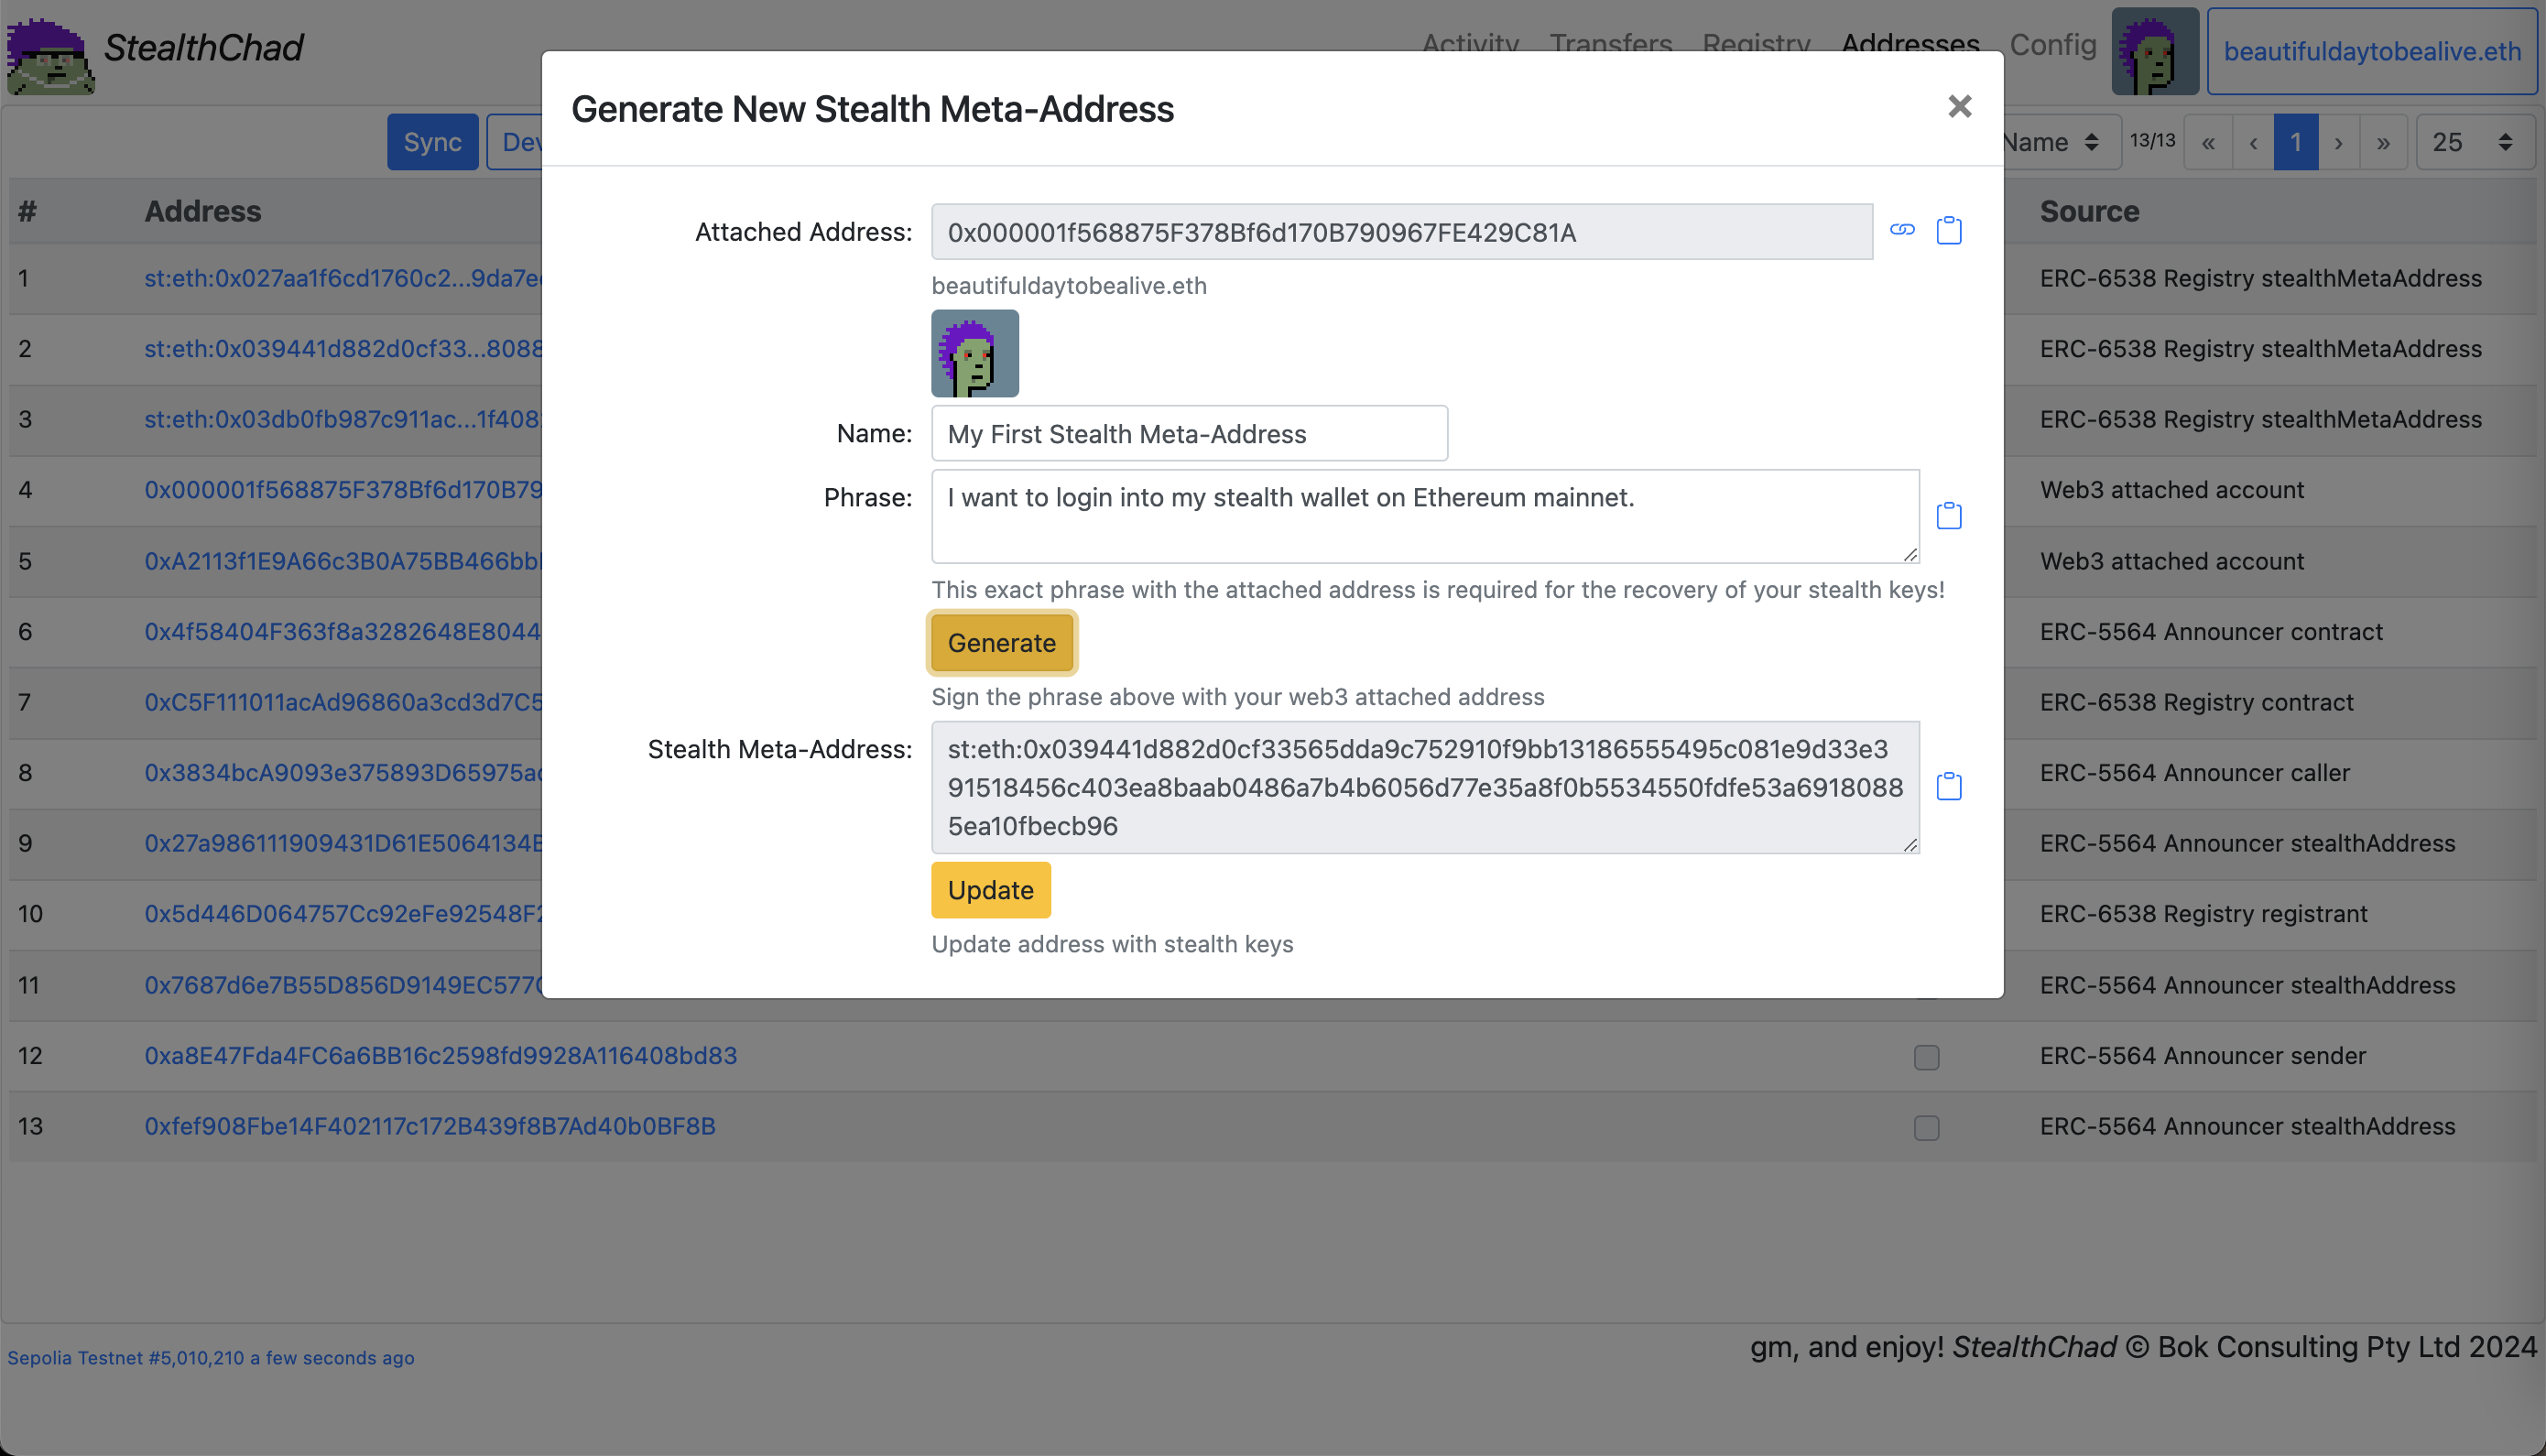 StealthChad
Activity Transfers Registry Addresses Config beautifuldaytobealive.eth
Sync Dev Name 13/13 « ‹ 1 › » 25
# Address Source
1 st:eth:0x027aa1f6cd1760c2...9da7e ERC-6538 Registry stealthMetaAddress
2 st:eth:0x039441d882d0cf33...8088 ERC-6538 Registry stealthMetaAddress
3 st:eth:0x03db0fb987c911ac...1f408 ERC-6538 Registry stealthMetaAddress
4 0x000001f568875F378Bf6d170B79 Web3 attached account
5 0xA2113f1E9A66c3B0A75BB466bb Web3 attached account
6 0x4f58404F363f8a3282648E8044 ERC-5564 Announcer contract
7 0xC5F111011acAd96860a3cd3d7C5 ERC-6538 Registry contract
8 0x3834bcA9093e375893D65975a ERC-5564 Announcer caller
9 0x27a986111909431D61E5064134E ERC-5564 Announcer stealthAddress
10 0x5d446D064757Cc92eFe92548F2 ERC-6538 Registry registrant
11 0x7687d6e7B55D856D9149EC577 ERC-5564 Announcer stealthAddress
12 0xa8E47Fda4FC6a6BB16c2598fd9928A116408bd83 ERC-5564 Announcer sender
13 0xfef908Fbe14F402117c172B439f8B7Ad40b0BF8B ERC-5564 Announcer stealthAddress
Generate New Stealth Meta-Address
Attached Address: 0x000001f568875F378Bf6d170B790967FE429C81A
beautifuldaytobealive.eth
Name: My First Stealth Meta-Address
Phrase: I want to login into my stealth wallet on Ethereum mainnet.
This exact phrase with the attached address is required for the recovery of your stealth keys!
Generate
Sign the phrase above with your web3 attached address
Stealth Meta-Address: st:eth:0x039441d882d0cf33565dda9c752910f9bb13186555495c081e9d33e3
91518456c403ea8baab0486a7b4b6056d77e35a8f0b5534550fdfe53a6918088
5ea10fbecb96
Update
Update address with stealth keys
Sepolia Testnet #5,010,210 a few seconds ago
gm, and enjoy! StealthChad © Bok Consulting Pty Ltd 2024